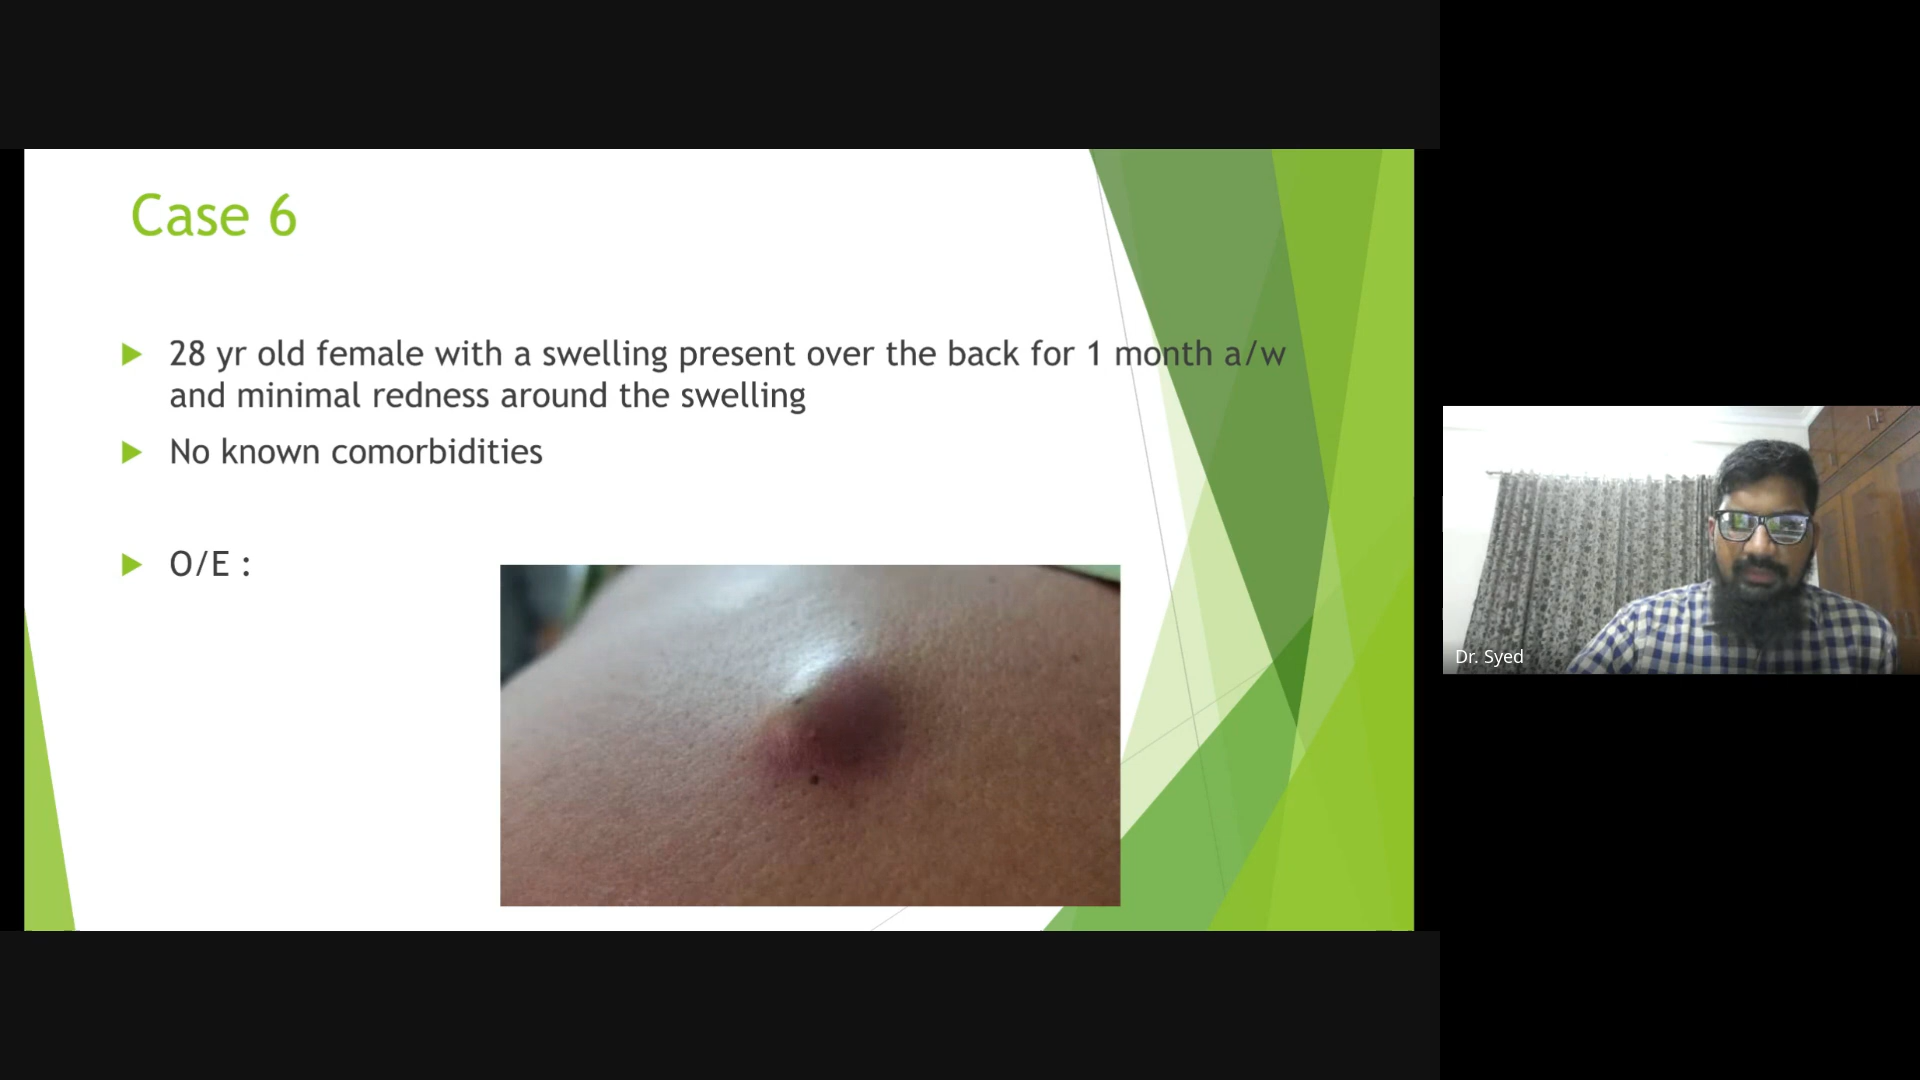 Case 6
28 yr old female with a swelling present over the back for 1 month a/w
and minimal redness around the swelling
No known comorbidities
O/E :
Dr. Syed